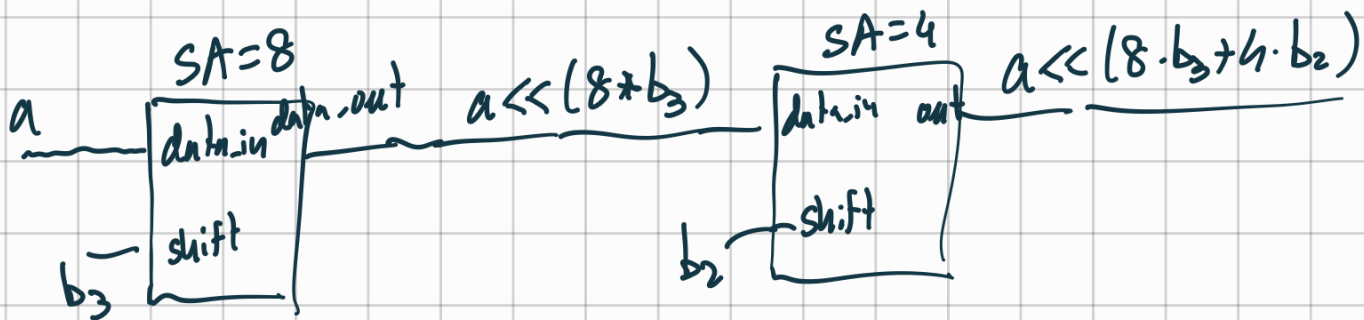 SA=8
SA=4
a
data_in
data_out
a<<(8*b3)
data_in
out
a<<(8·b3+4·b2)
shift
shift
b3
b2